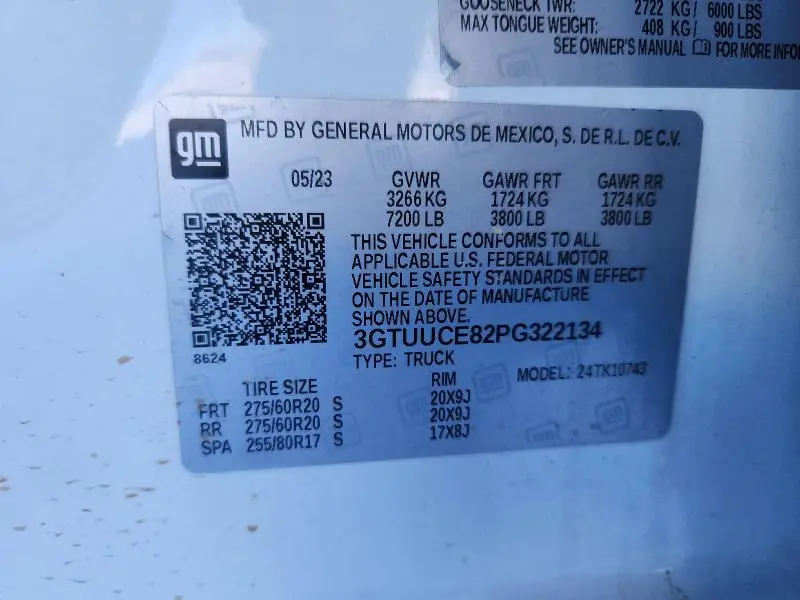 GOOSENECK TWR: 2722 KG/ 6000 LBS
MAX TONGUE WEIGHT: 408 KG/ 900 LBS
SEE OWNER'S MANUAL FOR MORE INFO
gm MFD BY GENERAL MOTORS DE MEXICO, S. DE R.L. DE C.V.
05/23 GVWR GAWR FRT GAWR RR
3266 KG 1724 KG 1724 KG
7200 LB 3800 LB 3800 LB
THIS VEHICLE CONFORMS TO ALL
APPLICABLE U.S. FEDERAL MOTOR
VEHICLE SAFETY STANDARDS IN EFFECT
ON THE DATE OF MANUFACTURE
SHOWN ABOVE.
3GTUUCE82PG322134
8624
TYPE: TRUCK
MODEL: 24TK10743
TIRE SIZE RIM
FRT 275/60R20 S 20X9J
RR 275/60R20 S 20X9J
SPA 255/80R17 S 17X8J